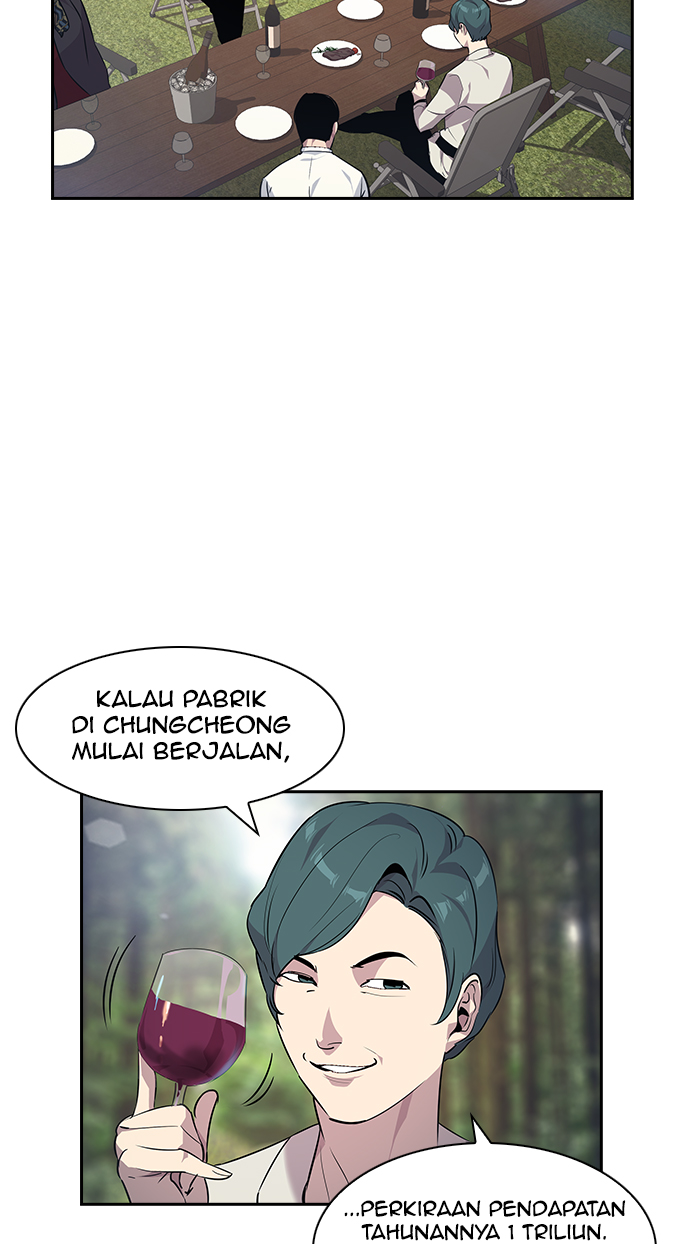 KALAU PABRIK
DI CHUNGCHEONG
MULAI BERJALAN,
...PERKIRAAN PENDAPATAN
TAHUNANNYA 1 TRILIUN.